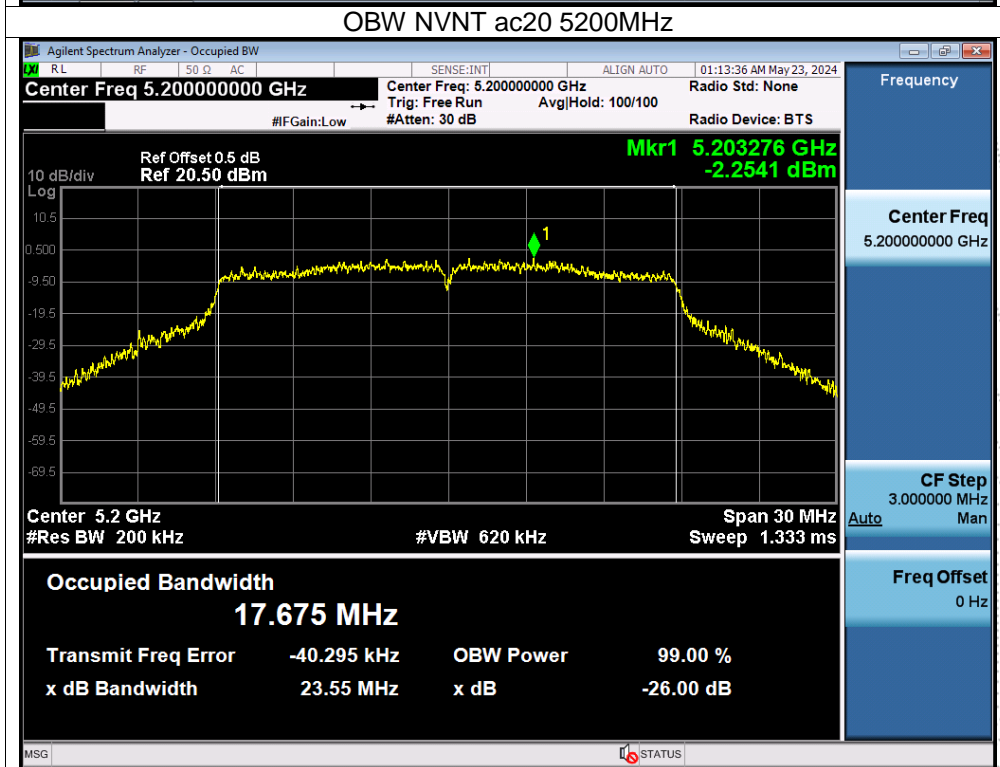 OBW NVNT ac20 5200MHz
Agilent Spectrum Analyzer - Occupied BW
LXI RL RF 50 Ω AC SENSE:INT ALIGN AUTO 01:13:36 AM May 23, 2024
Center Freq 5.200000000 GHz Center Freq: 5.200000000 GHz Radio Std: None
Trig: Free Run Avg|Hold: 100/100
#IFGain:Low #Atten: 30 dB Radio Device: BTS
Frequency
Ref Offset 0.5 dB Mkr1 5.203276 GHz
10 dB/div Ref 20.50 dBm -2.2541 dBm
Log
10.5
0.500
-9.50
-19.5
-29.5
-39.5
-49.5
-59.5
-69.5
1
Center 5.2 GHz Span 30 MHz
#Res BW 200 kHz #VBW 620 kHz Sweep 1.333 ms
Center Freq
5.200000000 GHz
CF Step
3.000000 MHz
Auto Man
Freq Offset
0 Hz
Occupied Bandwidth
17.675 MHz
Transmit Freq Error -40.295 kHz OBW Power 99.00 %
x dB Bandwidth 23.55 MHz x dB -26.00 dB
MSG STATUS